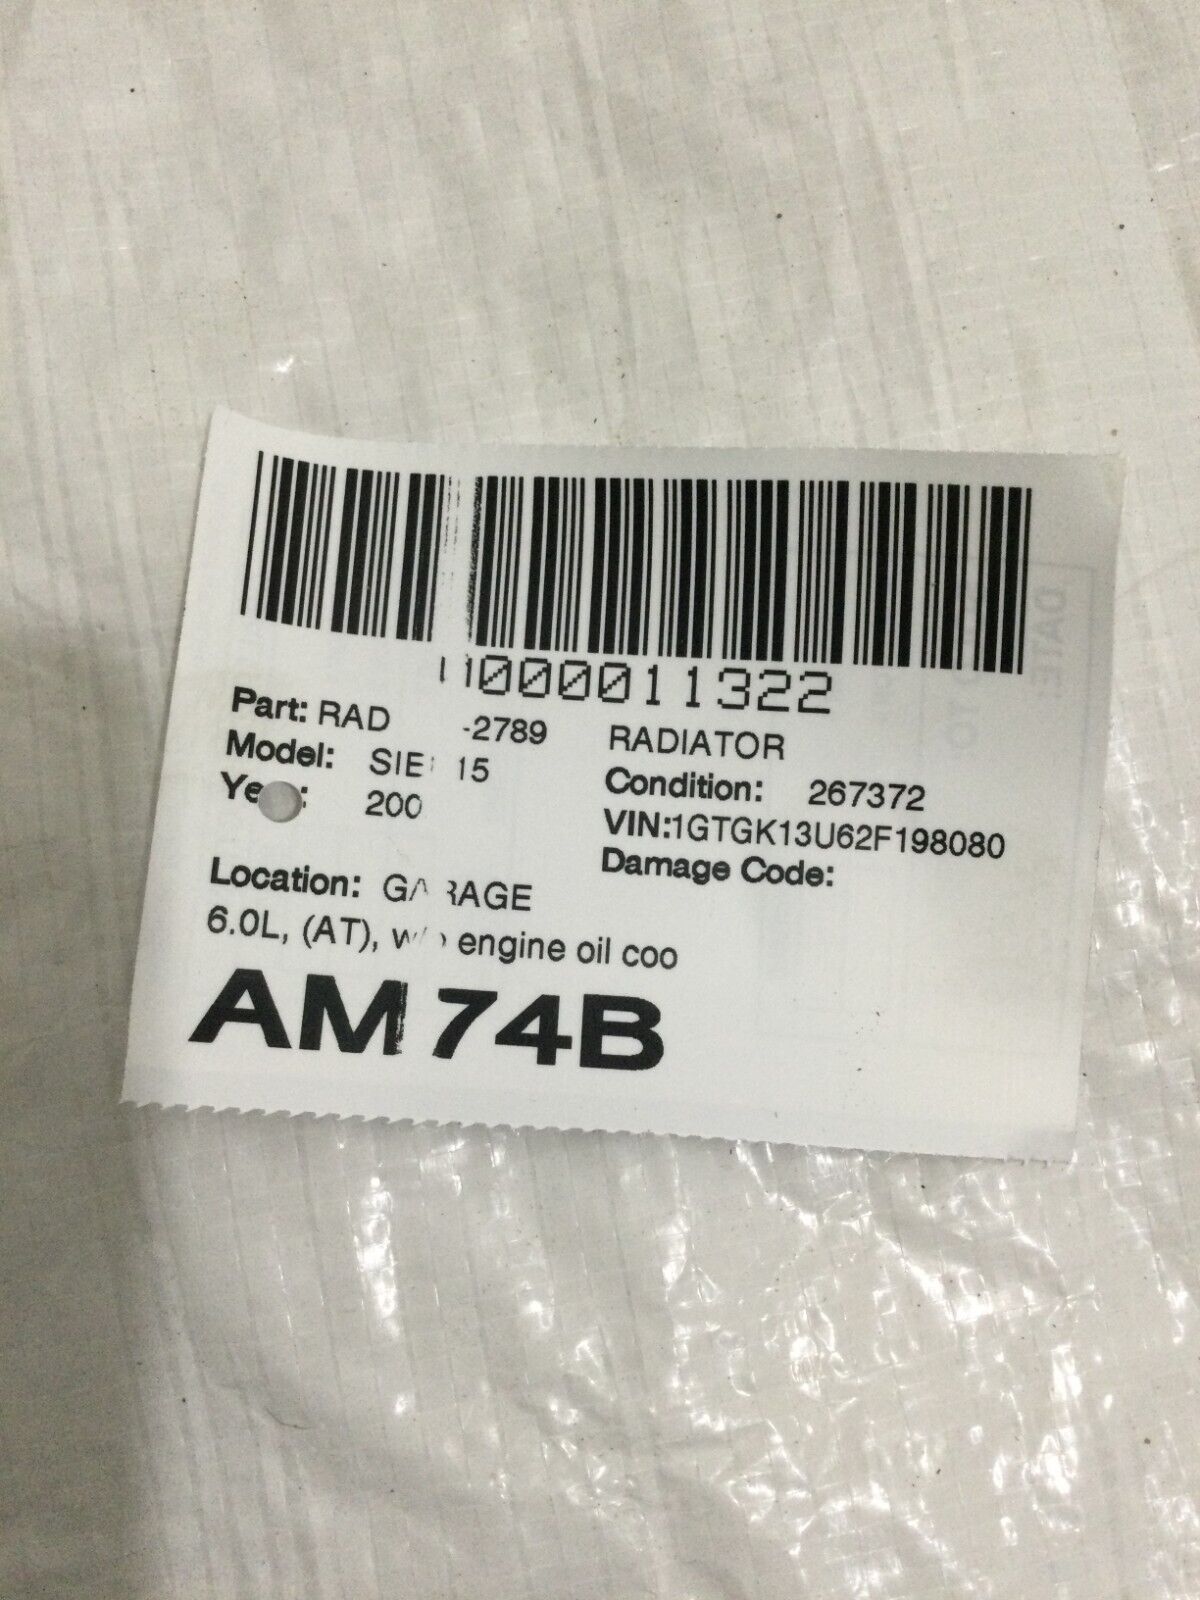 000011322
Part: RAD -2789 RADIATOR
Model: 15 Condition: 267372
200 VIN:1GTGK13U62F198080
Damage Code:
Location: GARAGE
6.0L, (AT), engine oil coo
AM 74B